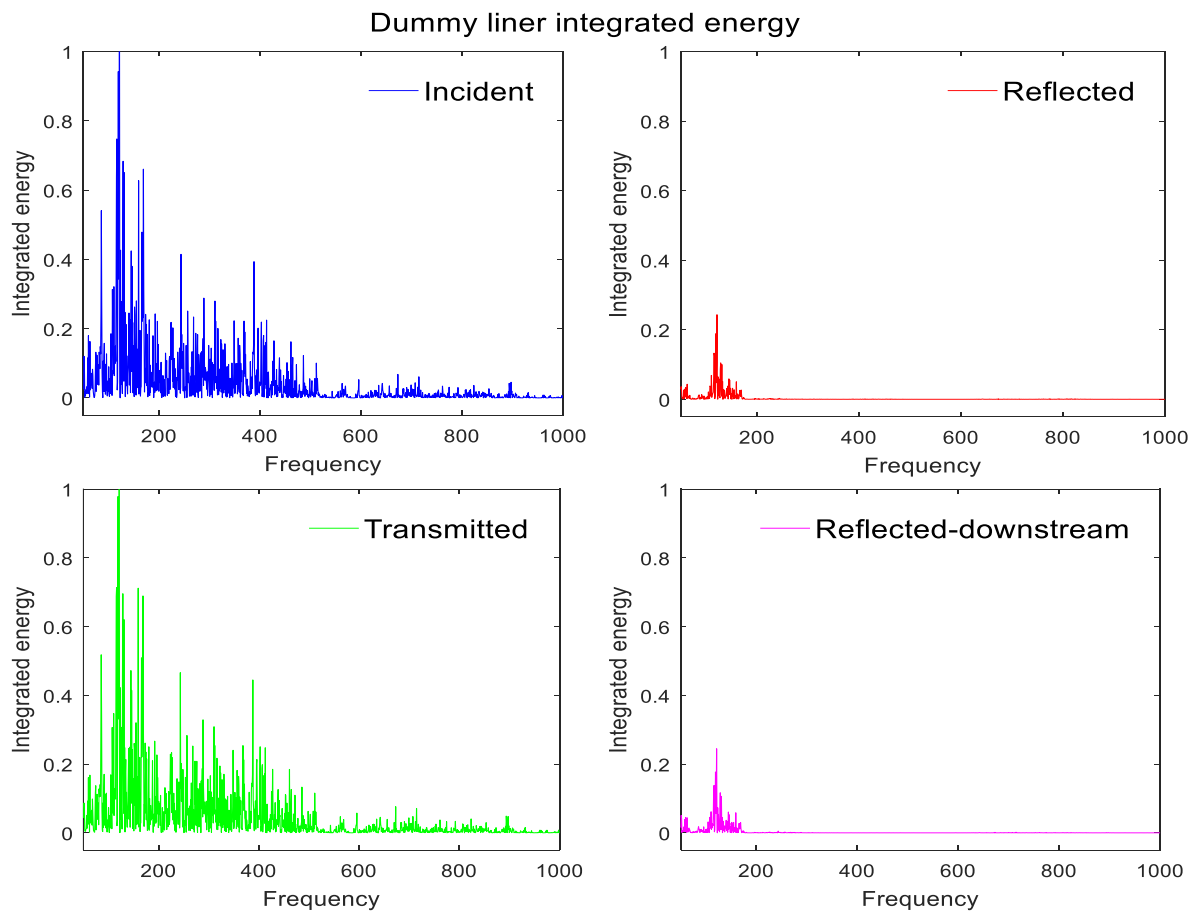 Dummy liner integrated energy
Incident
Integrated energy
1
0.8
0.6
0.4
0.2
0
200 400 600 800 1000
Frequency
Reflected
Integrated energy
1
0.8
0.6
0.4
0.2
0
200 400 600 800 1000
Frequency
Transmitted
Integrated energy
1
0.8
0.6
0.4
0.2
0
200 400 600 800 1000
Frequency
Reflected-downstream
Integrated energy
1
0.8
0.6
0.4
0.2
0
200 400 600 800 1000
Frequency